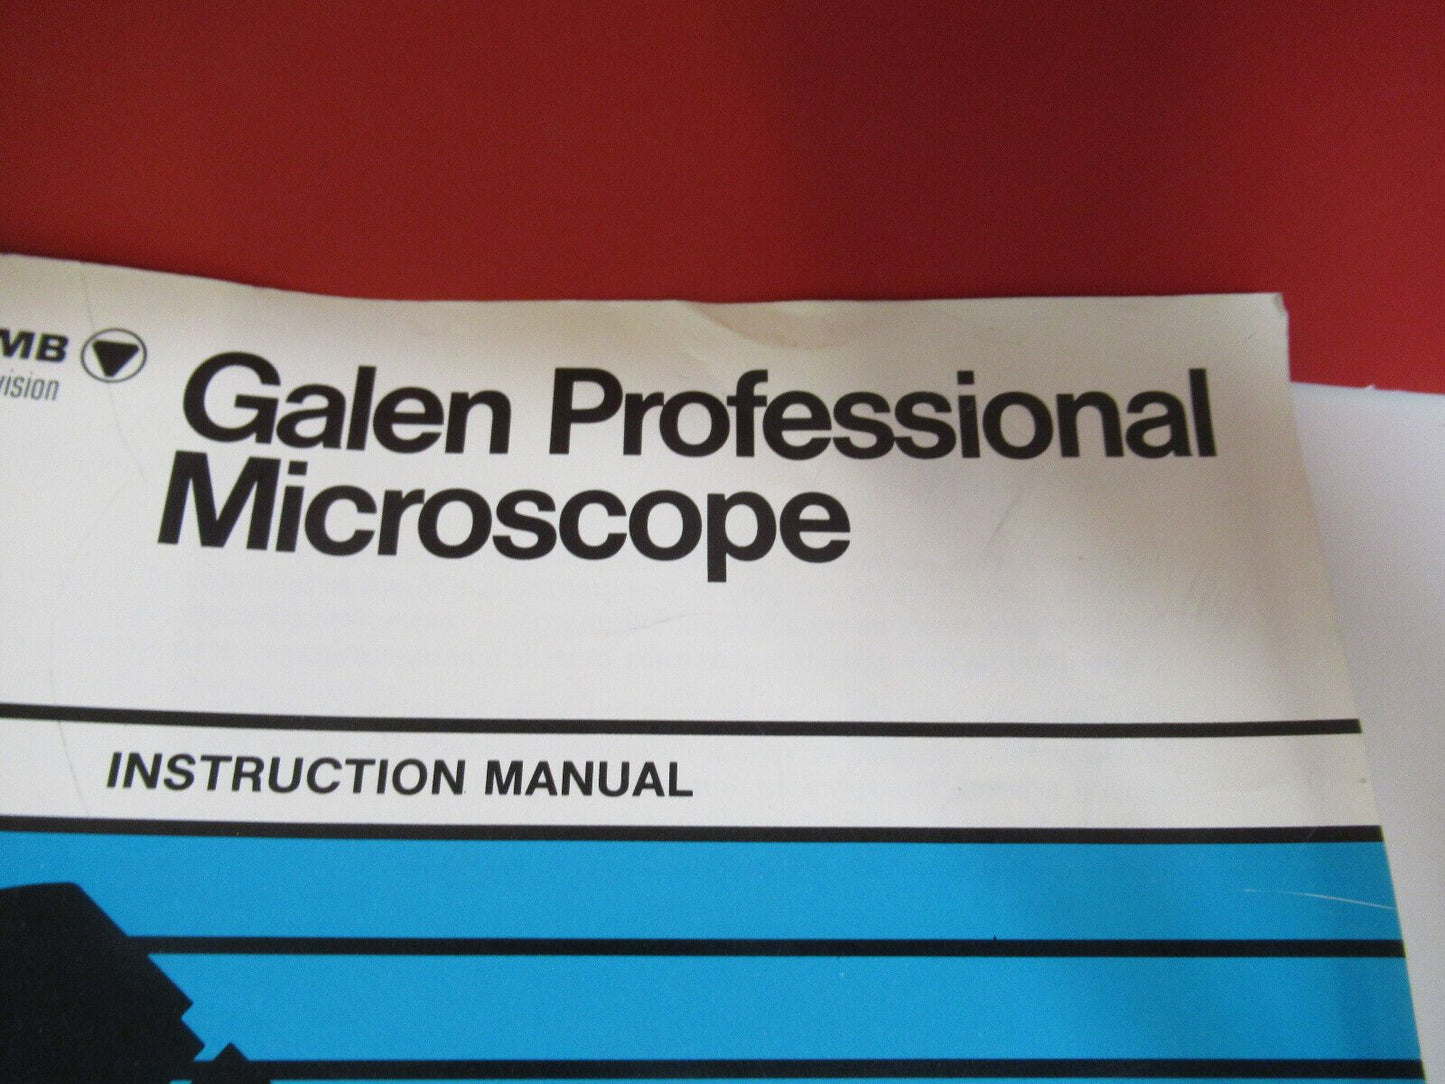 MB
vision
Galen Professional
Microscope
INSTRUCTION MANUAL